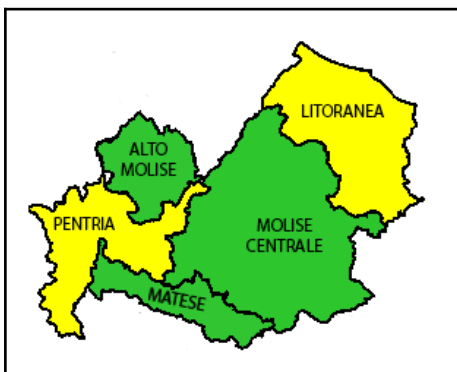 LITORANEA
ALTO
MOLISE
PENTRIA
MOLISE
CENTRALE
MATESE